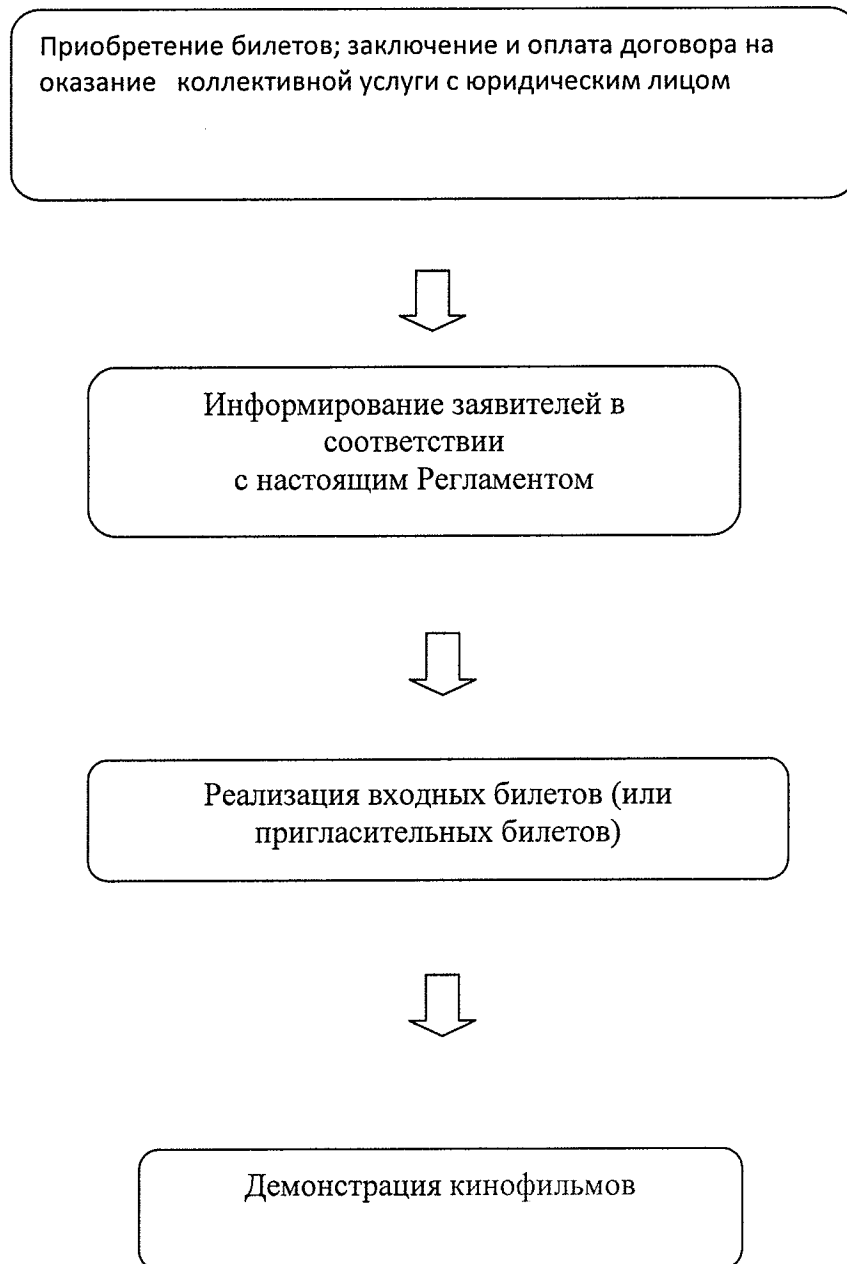 Приобретение билетов; заключение и оплата договора на
оказание коллективной услуги с юридическим лицом
Информирование заявителей в
соответствии
с настоящим Регламентом
Реализация входных билетов (или
пригласительных билетов)
Демонстрация кинофильмов